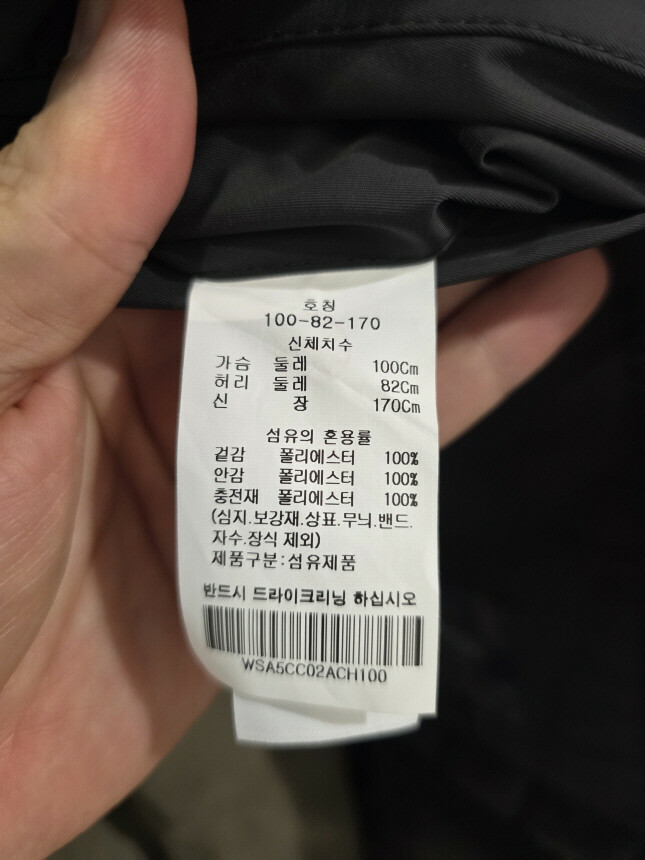 호칭
100-82-170
신체치수
가슴 둘레 100Cm
허리 둘레 82Cm
신 장 170Cm
섬유의 혼용률
겉감 폴리에스터 100%
안감 폴리에스터 100%
충전재 폴리에스터 100%
(심지.보강재.상표.무늬.밴드.
자수.장식 제외)
제품구분:섬유제품
반드시 드라이크리닝 하십시오
WSA5CC02ACH100